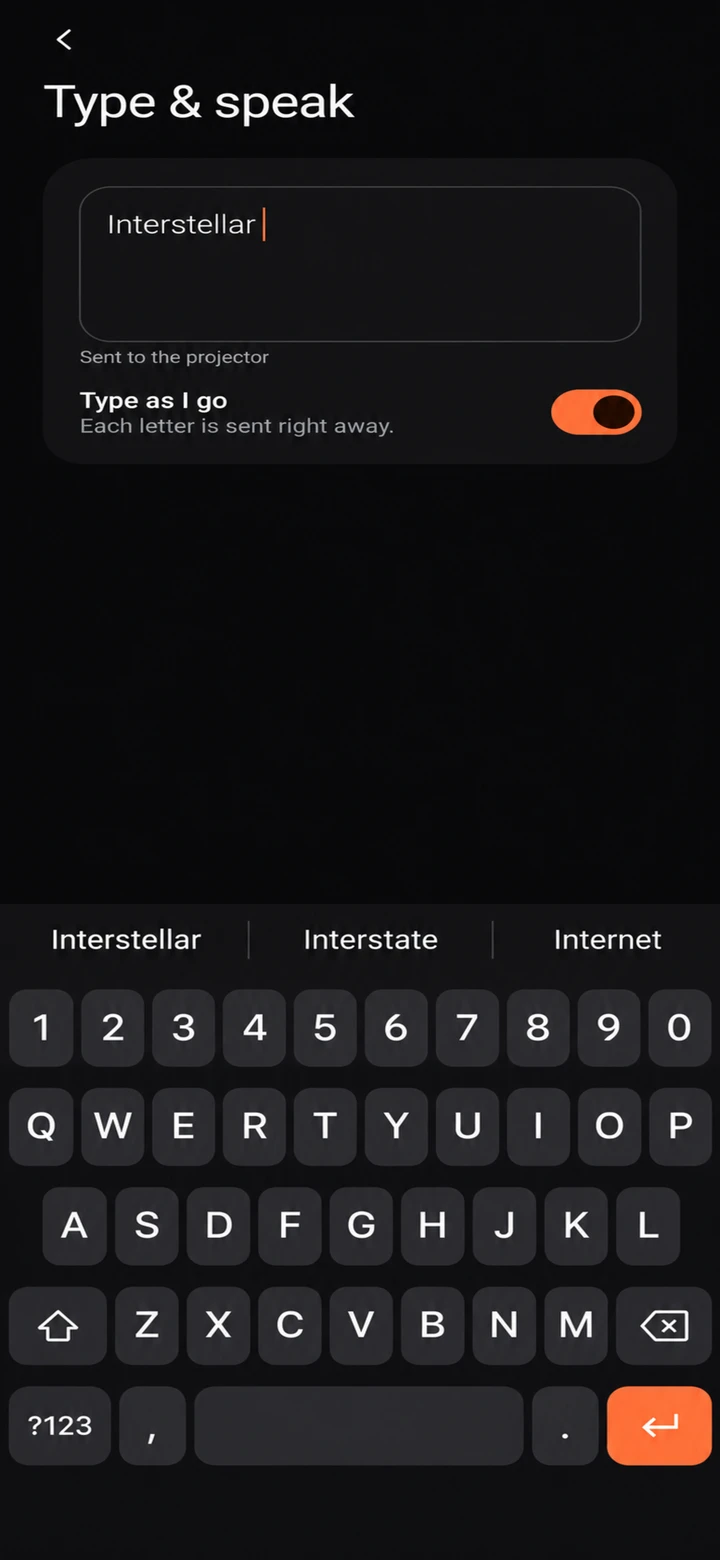 Type & speak
Interstellar
Sent to the projector
Type as I go
Each letter is sent right away.
Interstellar Interstate Internet
1 2 3 4 5 6 7 8 9 0
Q W E R T Y U I O P
A S D F G H J K L
Z X C V B N M
?123 , .